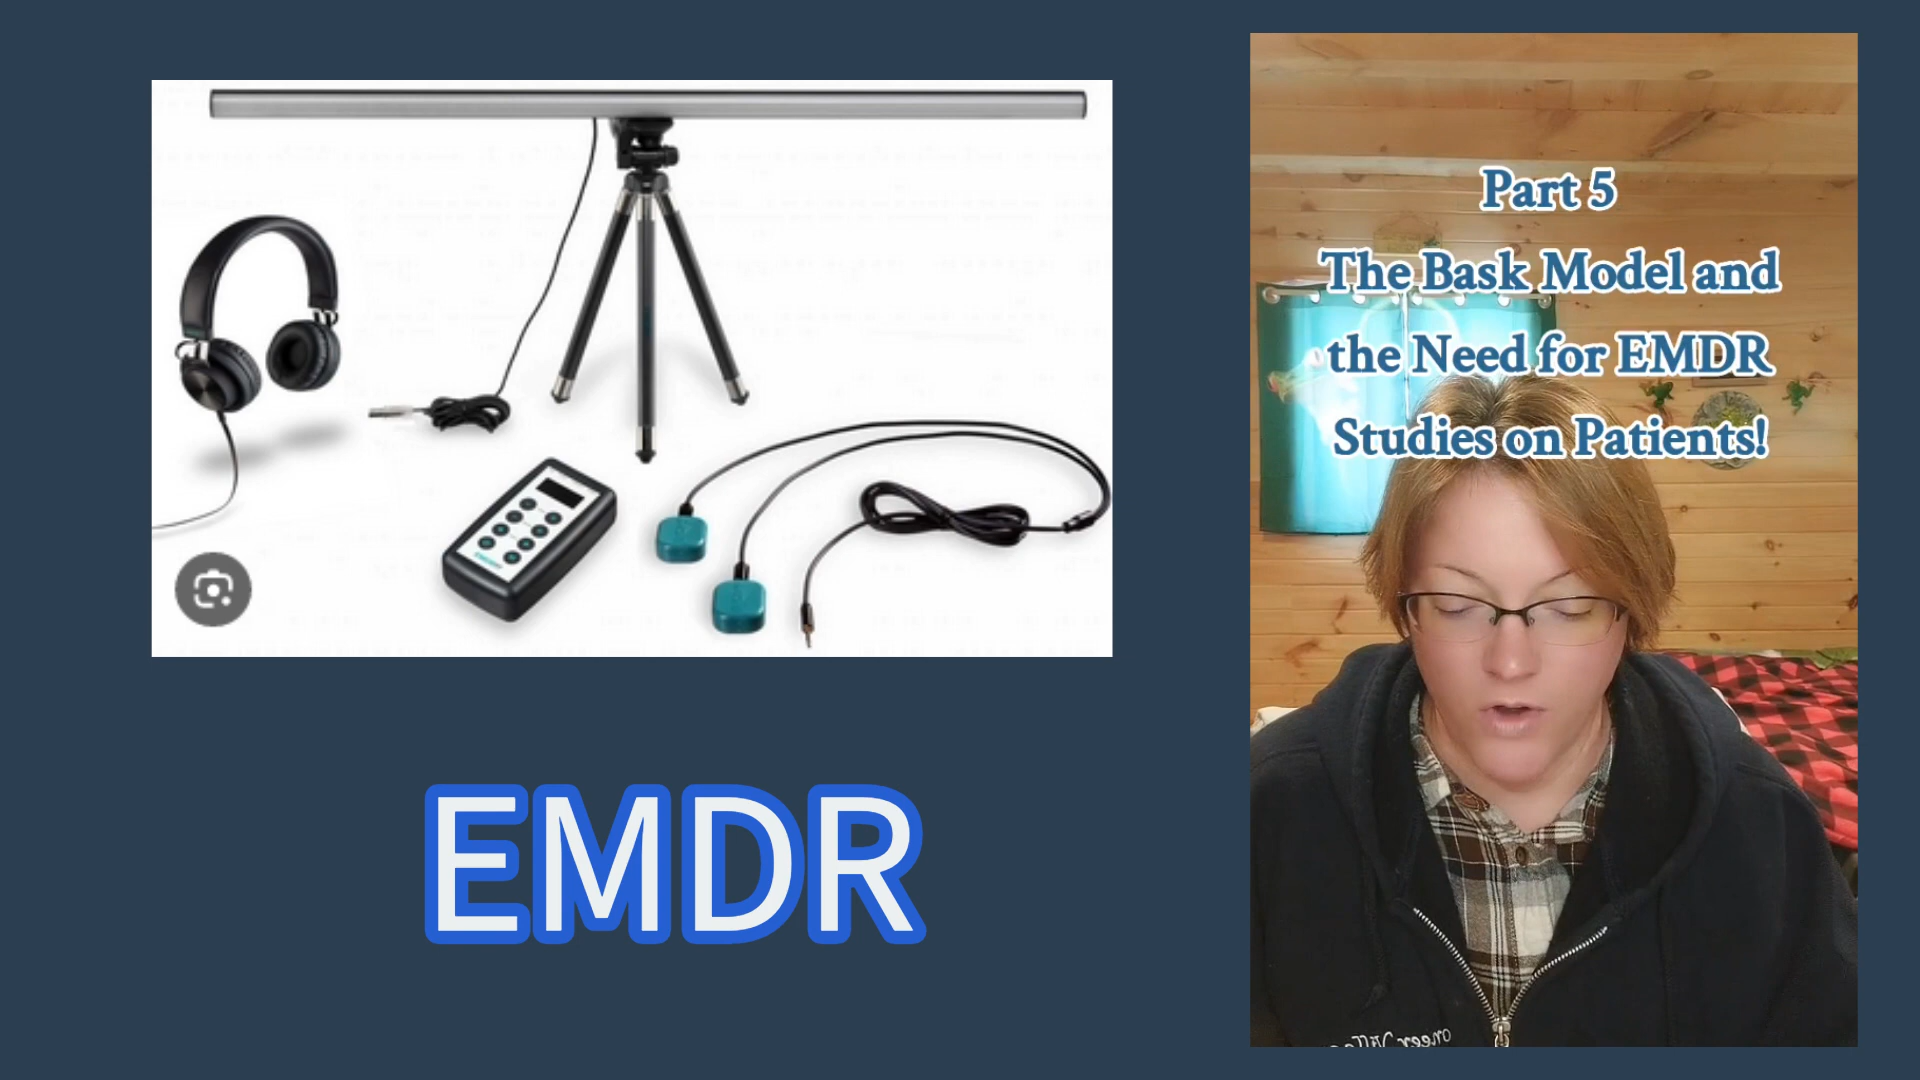 EMDR
Part 5
The Bask Model and
the Need for EMDR
Studies on Patients!